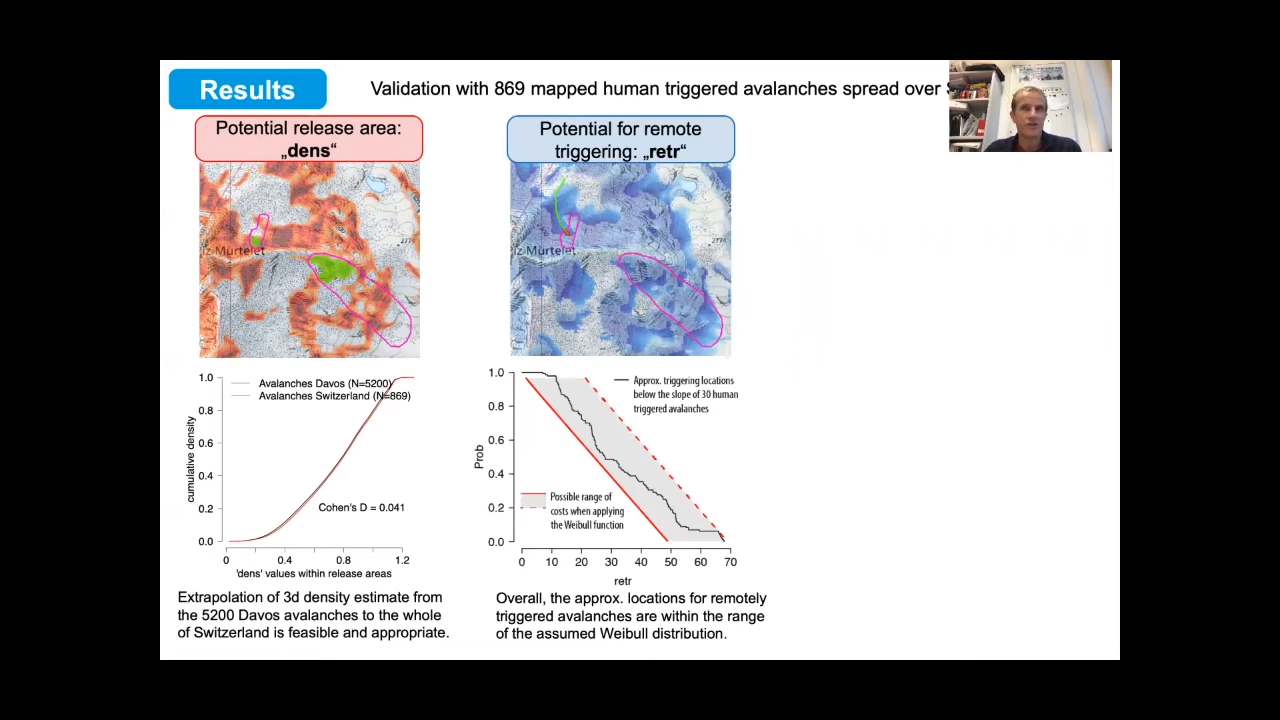 Results
Validation with 869 mapped human triggered avalanches spread over
Potential release area:
„dens“
Potential for remote
triggering: „retr“
iz Murtelet
2774
iz Murtelet
2774
1.0
0.8
0.6
0.4
0.2
0.0
cumulative density
Avalanches Davos (N=5200)
Avalanches Switzerland (N=869)
Cohen's D = 0.041
0 0.4 0.8 1.2
'dens' values within release areas
1.0
0.8
0.6
0.4
0.2
0.0
Prob
Approx. triggering locations
below the slope of 30 human
triggered avalanches
Possible range of
costs when applying
the Weibull function
0 10 20 30 40 50 60 70
retr
Extrapolation of 3d density estimate from
the 5200 Davos avalanches to the whole
of Switzerland is feasible and appropriate.
Overall, the approx. locations for remotely
triggered avalanches are within the range
of the assumed Weibull distribution.